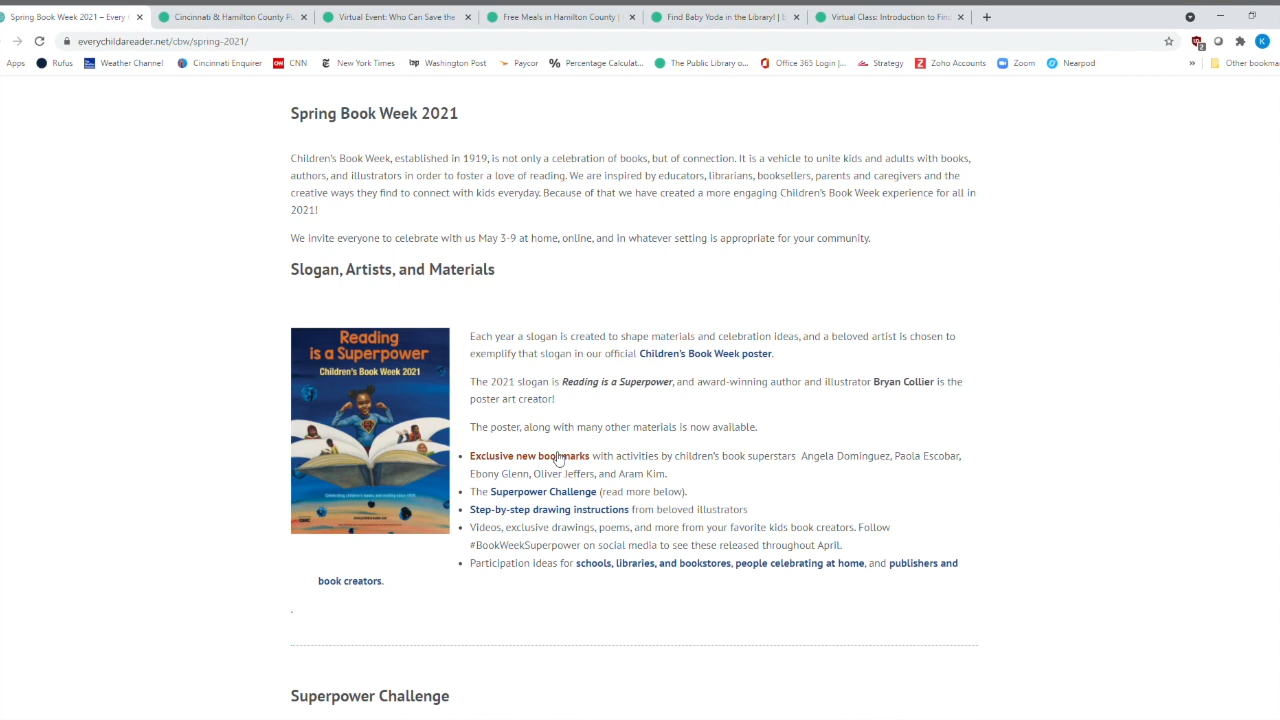 Spring Book Week 2021 – Every
Cincinnati & Hamilton County P
Virtual Event: Who Can Save the
Free Meals in Hamilton County |
Find Baby Yoda in the Library! |
Virtual Class: Introduction to Fin
everychildareader.net/cbw/spring-2021/
2
K
Apps
Rufus
Weather Channel
Cincinnati Enquirer
CNN
New York Times
Washington Post
Paycor
Percentage Calculat...
The Public Library o...
Office 365 Login |...
Strategy
Zoho Accounts
Zoom
Nearpod
»
Other bookma
Spring Book Week 2021
Children's Book Week, established in 1919, is not only a celebration of books, but of connection. It is a vehicle to unite kids and adults with books,
authors, and illustrators in order to foster a love of reading. We are inspired by educators, librarians, booksellers, parents and caregivers and the
creative ways they find to connect with kids everyday. Because of that we have created a more engaging Children's Book Week experience for all in
2021!
We invite everyone to celebrate with us May 3-9 at home, online, and in whatever setting is appropriate for your community.
Slogan, Artists, and Materials
Reading
is a Superpower
Children's Book Week 2021
Celebrating children's books and reading since 1919
Each year a slogan is created to shape materials and celebration ideas, and a beloved artist is chosen to
exemplify that slogan in our official Children's Book Week poster.
The 2021 slogan is Reading is a Superpower, and award-winning author and illustrator Bryan Collier is the
poster art creator!
The poster, along with many other materials is now available.
• Exclusive new bookmarks with activities by children's book superstars Angela Dominguez, Paola Escobar,
Ebony Glenn, Oliver Jeffers, and Aram Kim.
• The Superpower Challenge (read more below).
• Step-by-step drawing instructions from beloved illustrators
• Videos, exclusive drawings, poems, and more from your favorite kids book creators. Follow
#BookWeekSuperpower on social media to see these released throughout April.
• Participation Ideas for schools, libraries, and bookstores, people celebrating at home, and publishers and
book creators.
.
Superpower Challenge